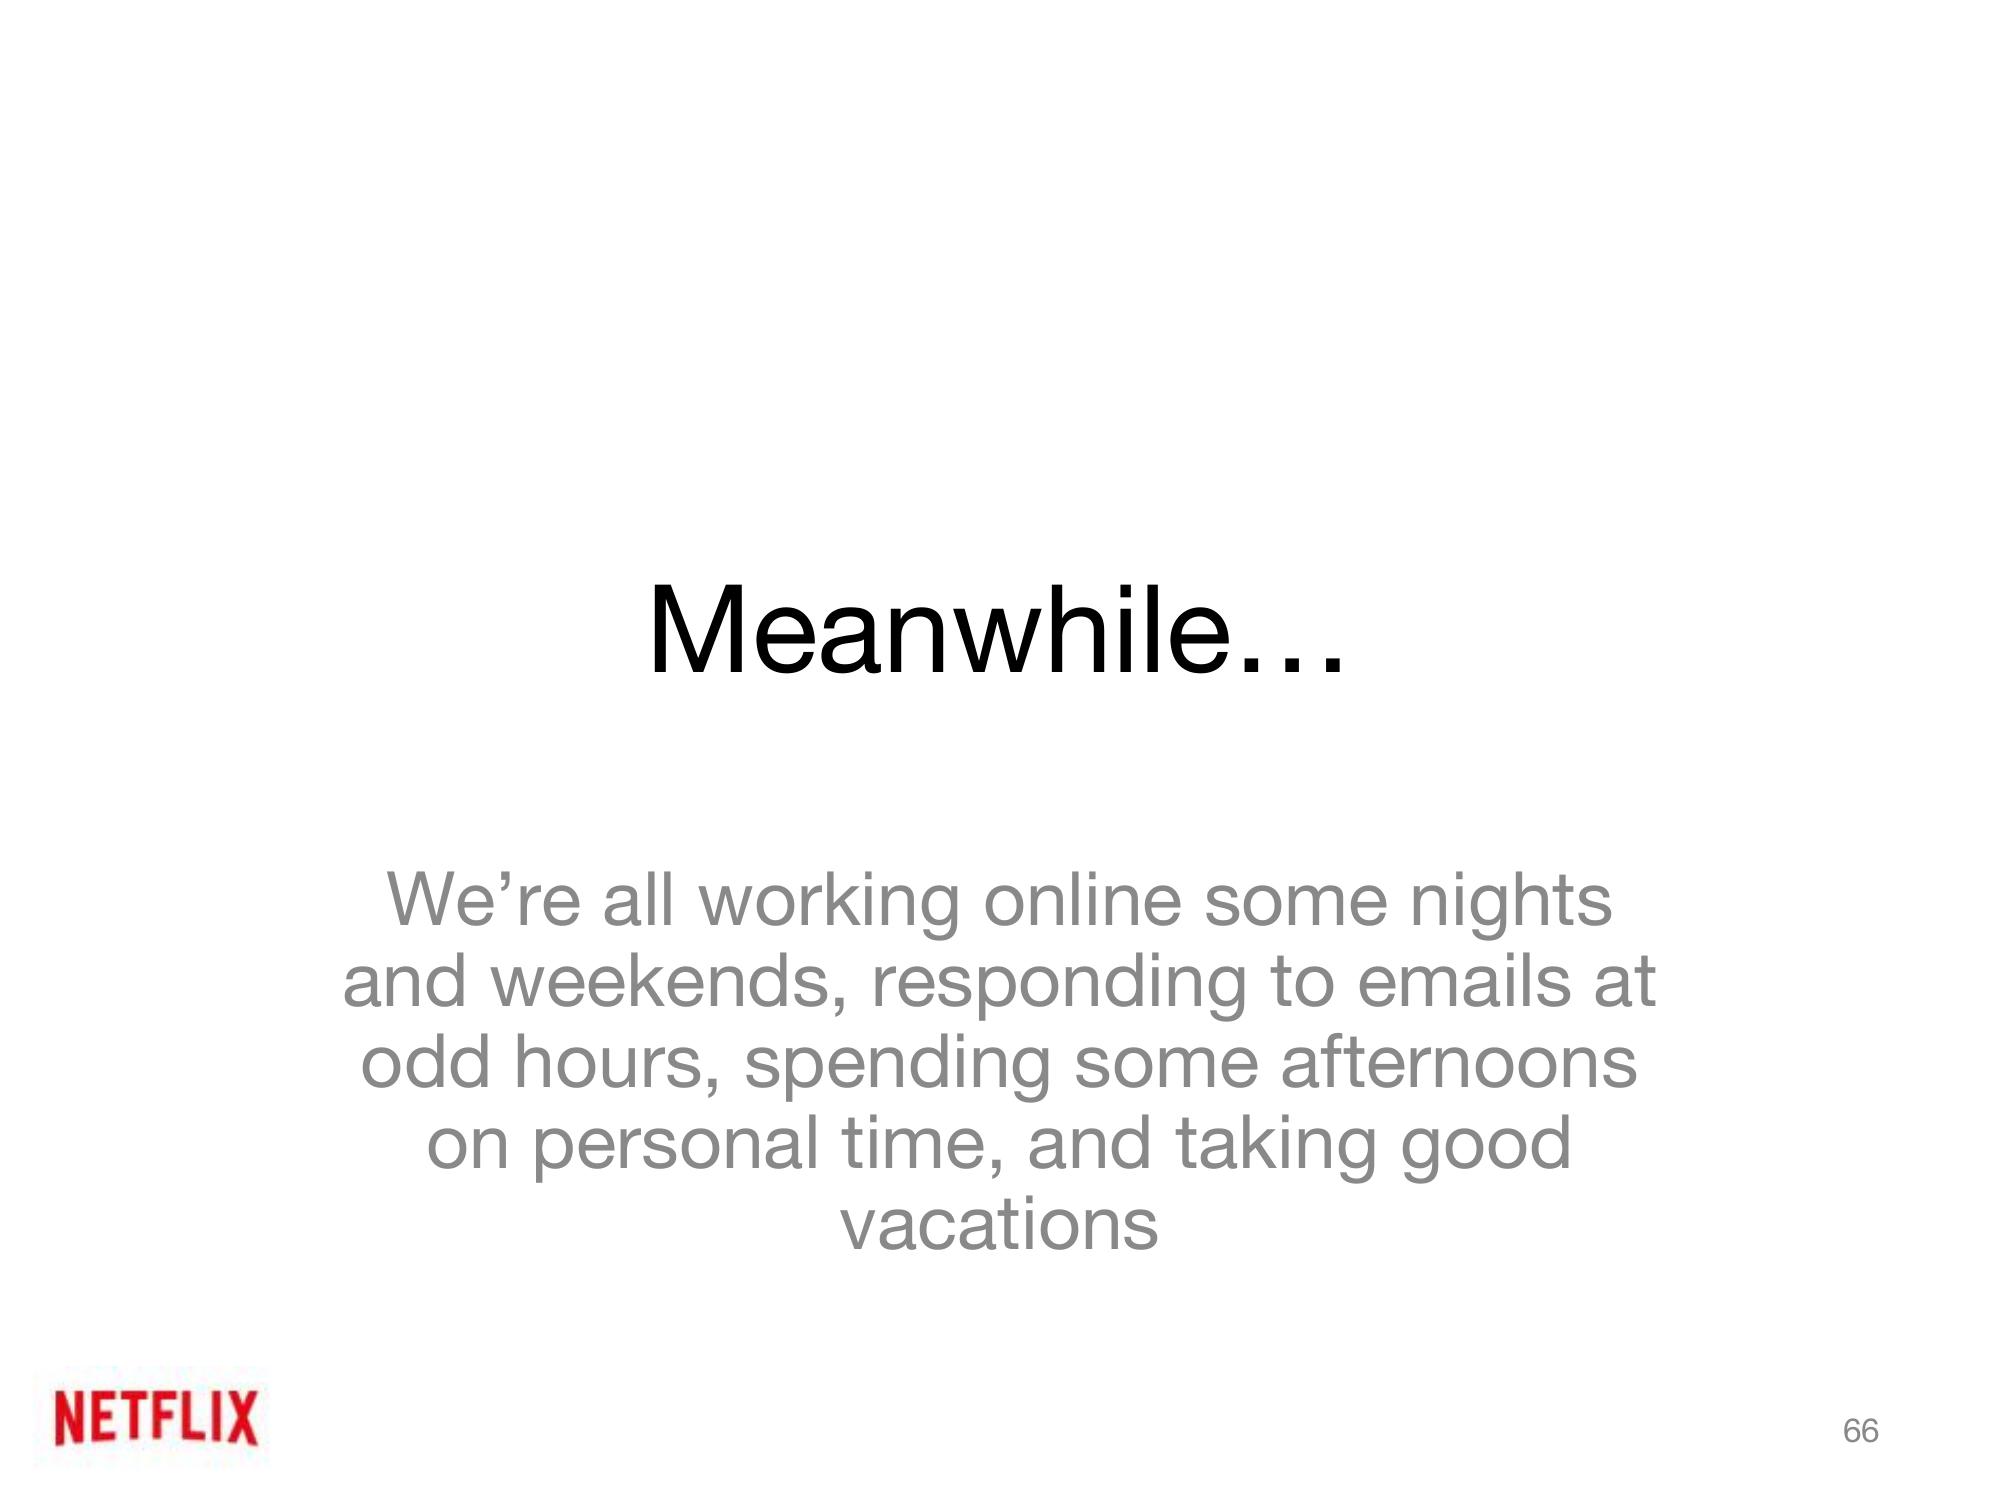 Meanwhile…
We’re all working online some nights
and weekends, responding to emails at
odd hours, spending some afternoons
on personal time, and taking good
vacations
NETFLIX
66